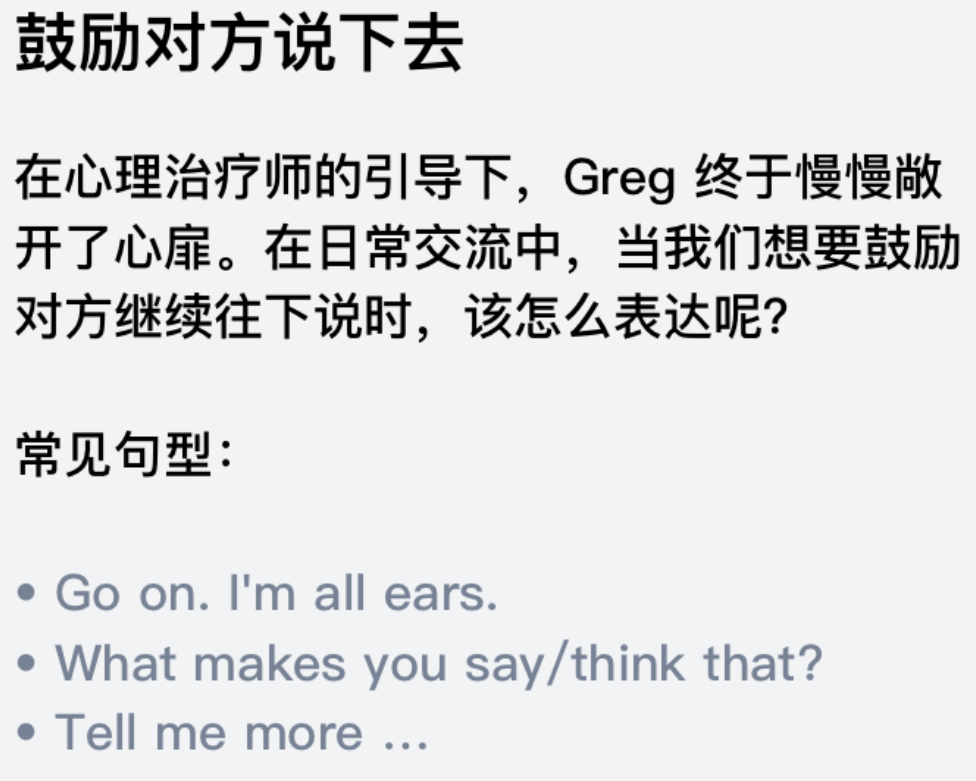 鼓励对方说下去
在心理治疗师的引导下，Greg 终于慢慢敞
开了心扉。在日常交流中，当我们想要鼓励
对方继续往下说时，该怎么表达呢？
常见句型：
• Go on. I'm all ears.
• What makes you say/think that?
• Tell me more ...